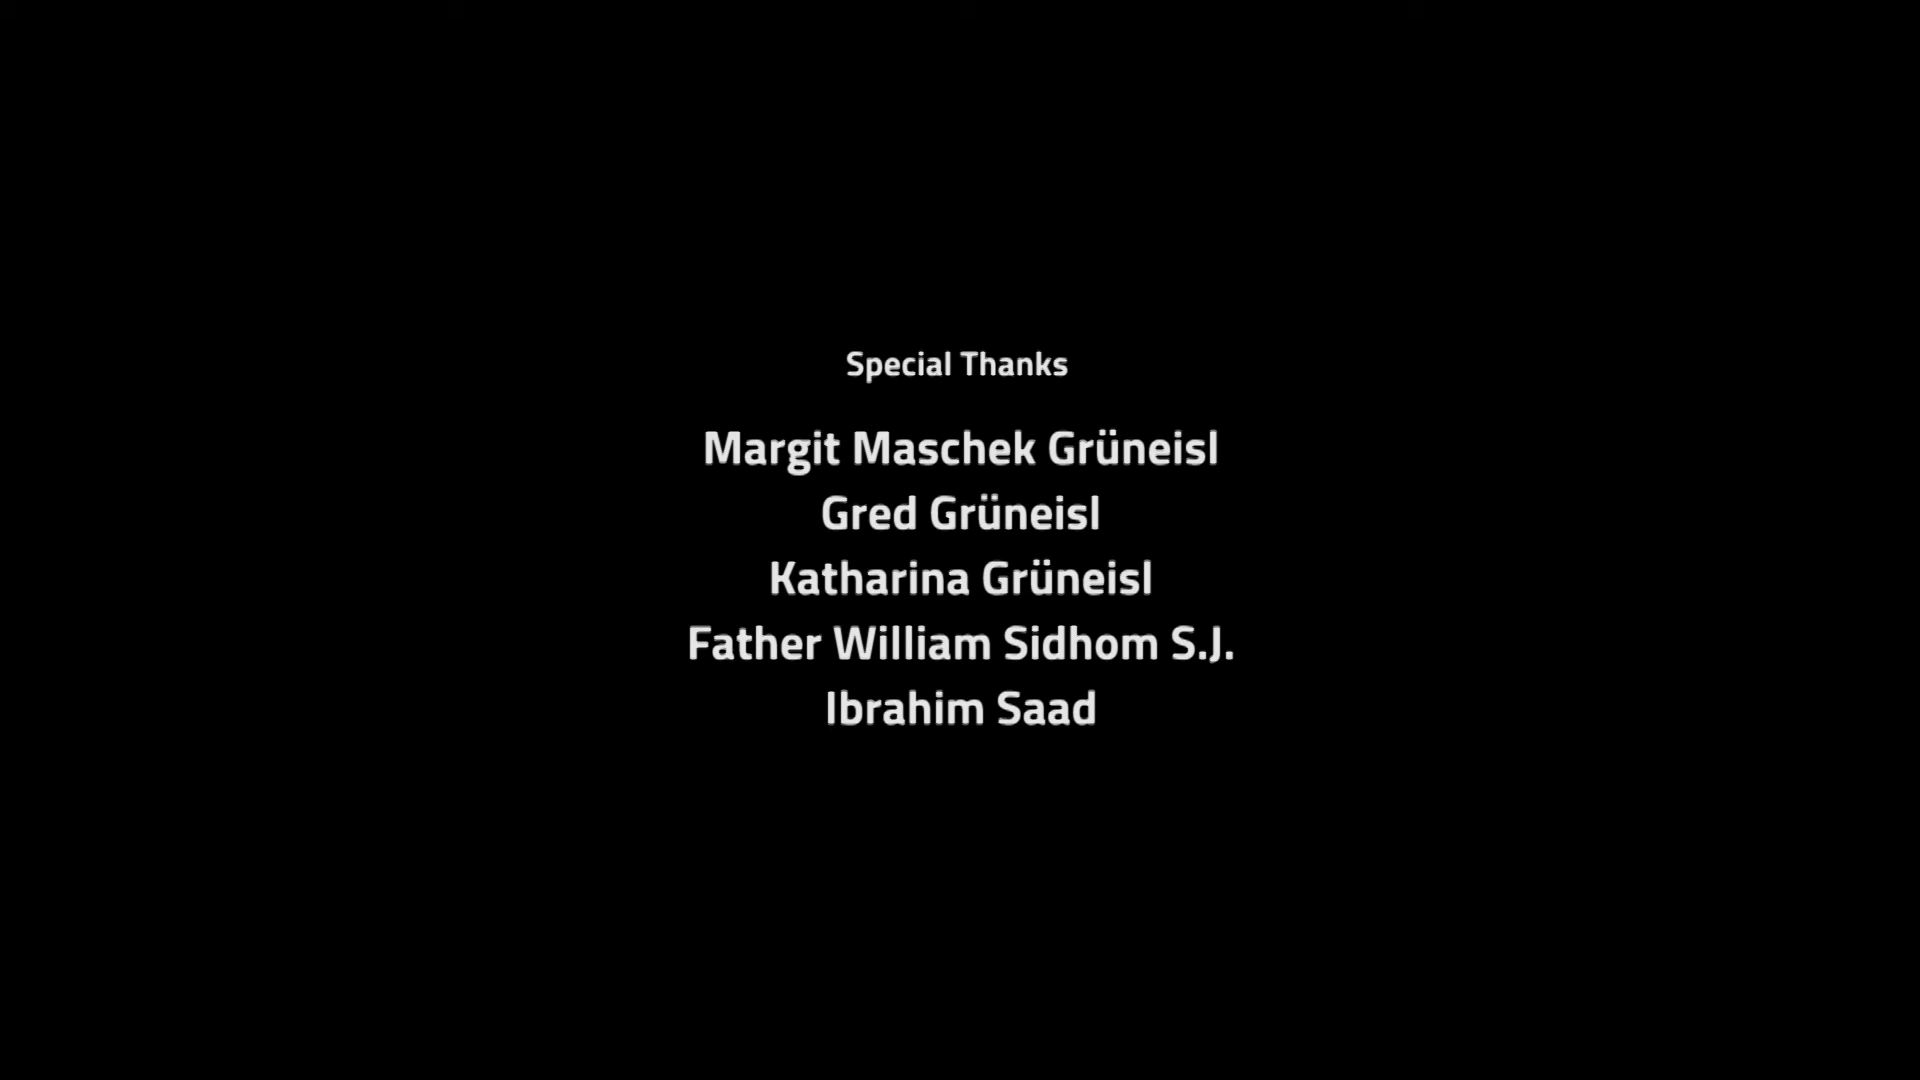 Special Thanks
Margit Maschek Grüneisl
Gred Grüneisl
Katharina Grüneisl
Father William Sidhom S.J.
Ibrahim Saad